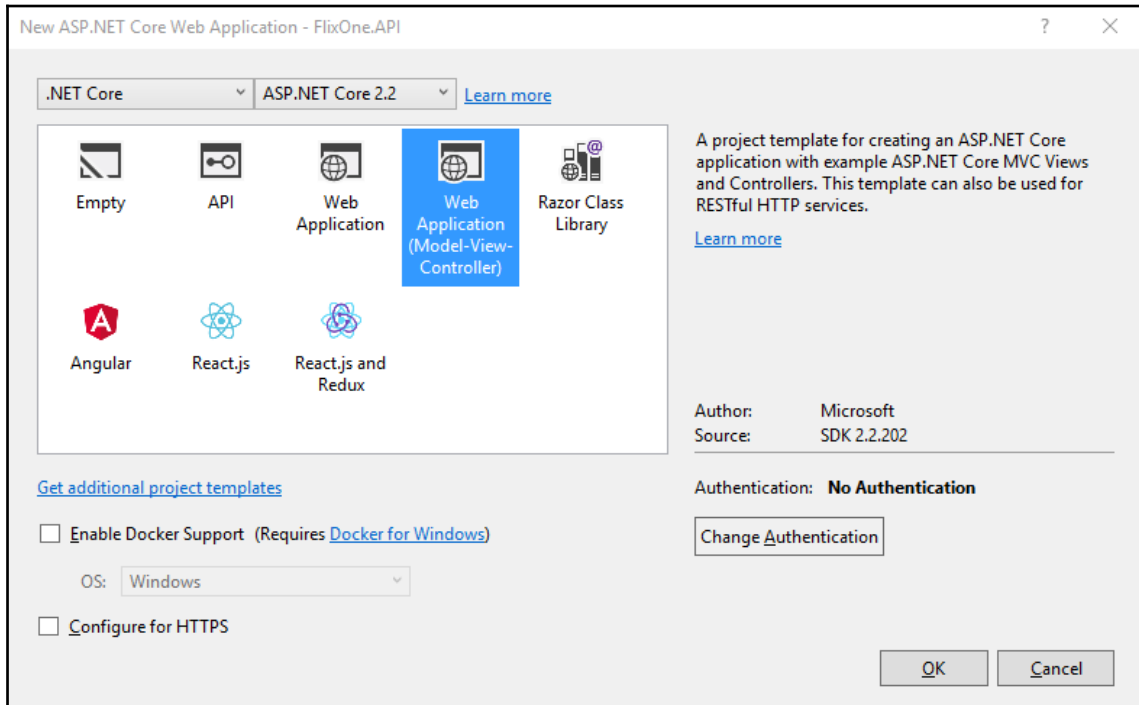 New ASP.NET Core Web Application - FlixOne.API
.NET Core
ASP.NET Core 2.2
Learn more
Empty
API
Web
Application
Web
Application
(Model-View-
Controller)
Razor Class
Library
Angular
React.js
React.js and
Redux
A project template for creating an ASP.NET Core
application with example ASP.NET Core MVC Views
and Controllers. This template can also be used for
RESTful HTTP services.
Learn more
Author: Microsoft
Source: SDK 2.2.202
Get additional project templates
Authentication: No Authentication
Enable Docker Support (Requires Docker for Windows)
Change Authentication
OS: Windows
Configure for HTTPS
OK
Cancel